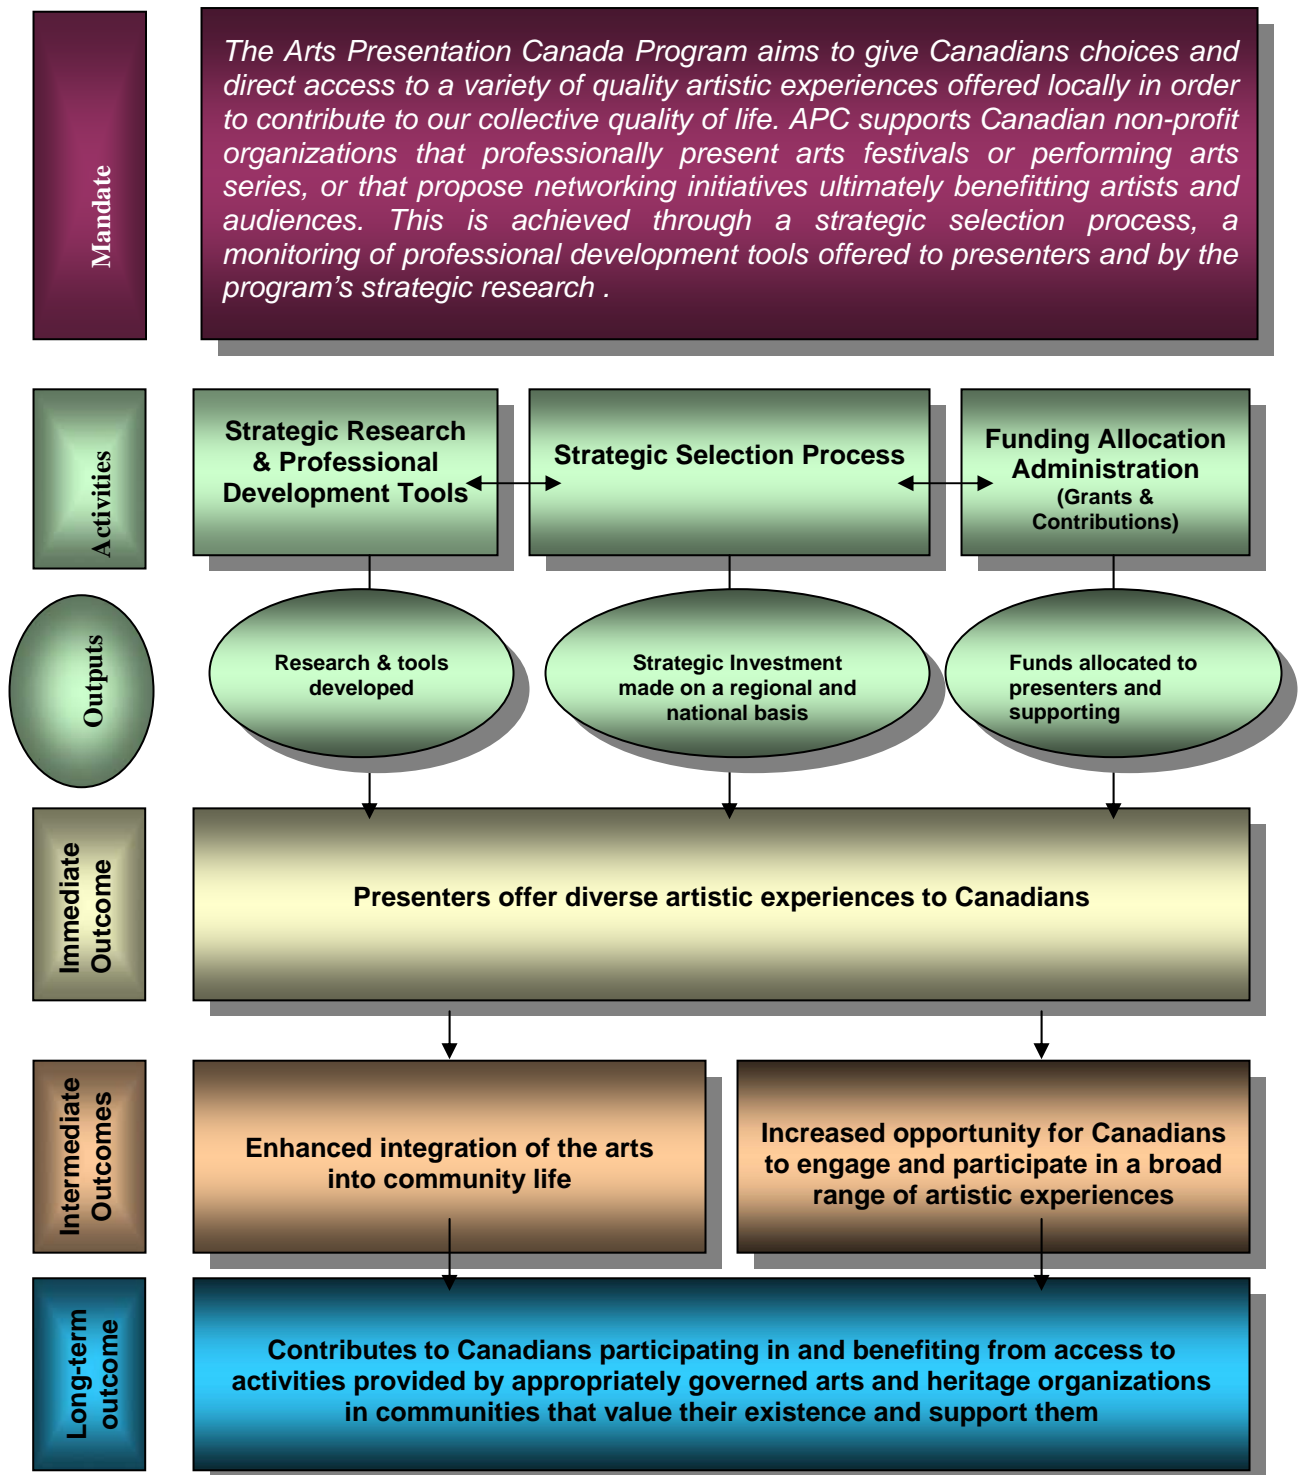 Mandate
The Arts Presentation Canada Program aims to give Canadians choices and
direct access to a variety of quality artistic experiences offered locally in order
to contribute to our collective quality of life. APC supports Canadian non-profit
organizations that professionally present arts festivals or performing arts
series, or that propose networking initiatives ultimately benefitting artists and
audiences. This is achieved through a strategic selection process, a
monitoring of professional development tools offered to presenters and by the
program's strategic research .
Activities
Strategic Research
& Professional
Development Tools
Strategic Selection Process
Funding Allocation
Administration
(Grants &
Contributions)
Outputs
Research & tools
developed
Strategic Investment
made on a regional and
national basis
Funds allocated to
presenters and
supporting
Immediate
Outcome
Presenters offer diverse artistic experiences to Canadians
Intermediate
Outcomes
Enhanced integration of the arts
into community life
Increased opportunity for Canadians
to engage and participate in a broad
range of artistic experiences
Long-term
outcome
Contributes to Canadians participating in and benefiting from access to
activities provided by appropriately governed arts and heritage organizations
in communities that value their existence and support them